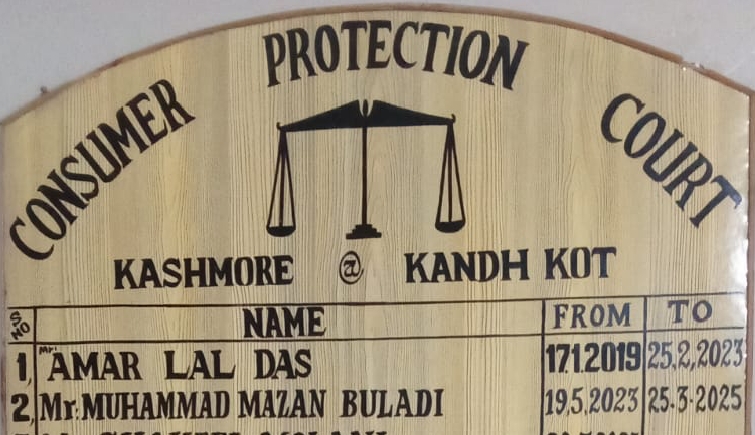 CONSUMER PROTECTION COURT
KASHMORE @ KANDH KOT
S NO NAME FROM TO
1, Mr: AMAR LAL DAS 17.1.2019 25,2,2023
2, Mr: MUHAMMAD MAZAN BULADI 19.5.2023 25.3-2025